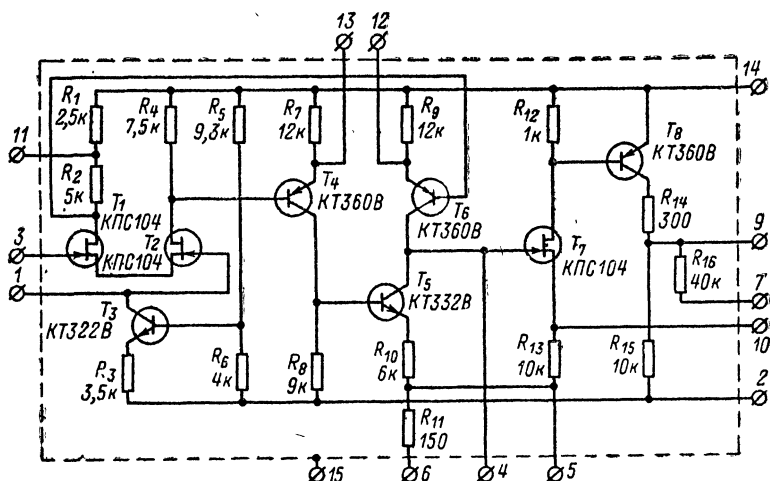 13 12
14
R1
2,5к
R4
7,5к
R5
9,3к
R7
12к
R9
12к
R12
1к
T8
КТ360В
11
R2
5к
T1
КПС104
T4
КТ360В
T6
КТ360В
R14
300
3
КПС104
T2
T7
КПС104
9
1
R16
40к
7
T3
КТ322В
T5
КТ332В
10
R3
3,5к
R6
4к
R8
9к
R10
6к
R13
10к
R15
10к
2
R11
150
15 6 4 5